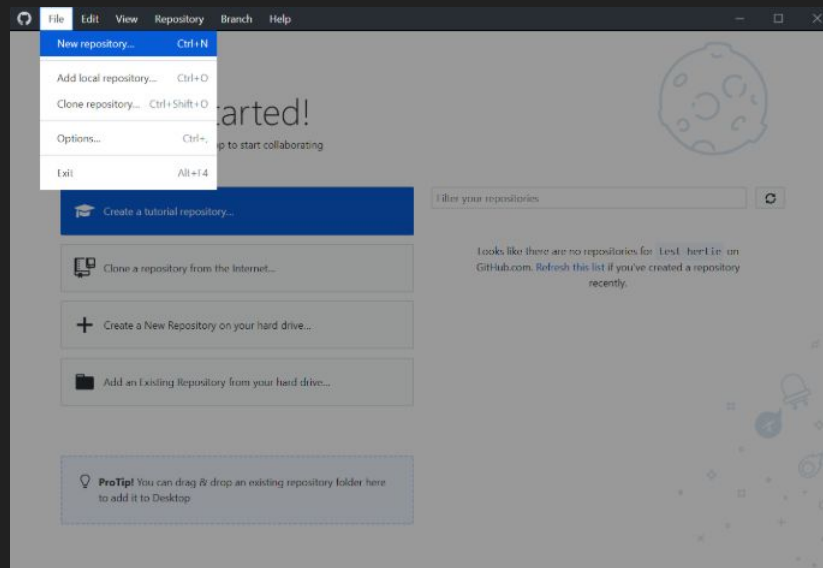 File Edit View Repository Branch Help
New repository... Ctrl+N
Add local repository... Ctrl+O
Clone repository... Ctrl+Shift+O
Options... Ctrl+,
Exit Alt+F4
arted!
p to start collaborating
Create a tutorial repository...
Clone a repository from the Internet...
Create a New Repository on your hard drive...
Add an Existing Repository from your hard drive...
ProTip! You can drag & drop an existing repository folder here
to add it to Desktop
Filter your repositories
Looks like there are no repositories for test hertie on
GitHub.com. Refresh this list if you've created a repository
recently.